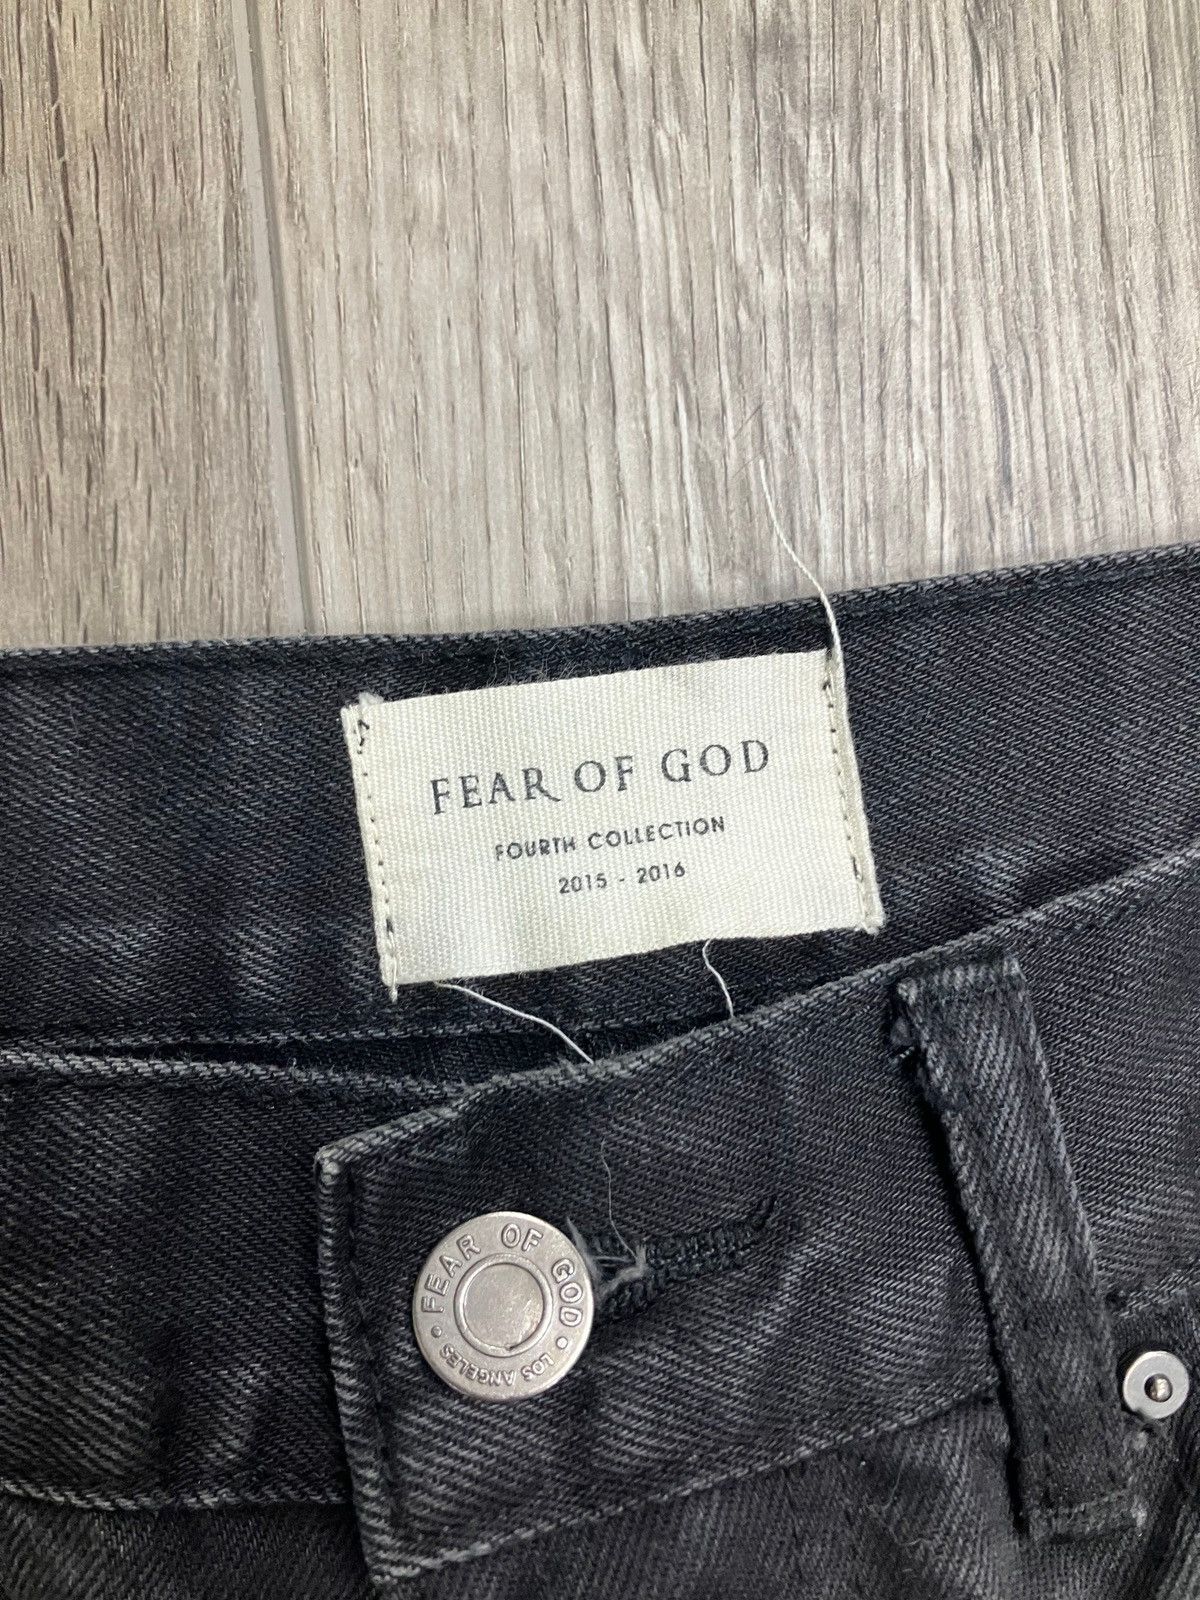 FEAR OF GOD
FOURTH COLLECTION
2015 - 2016
FEAR OF GOD
• LOS ANGELES •